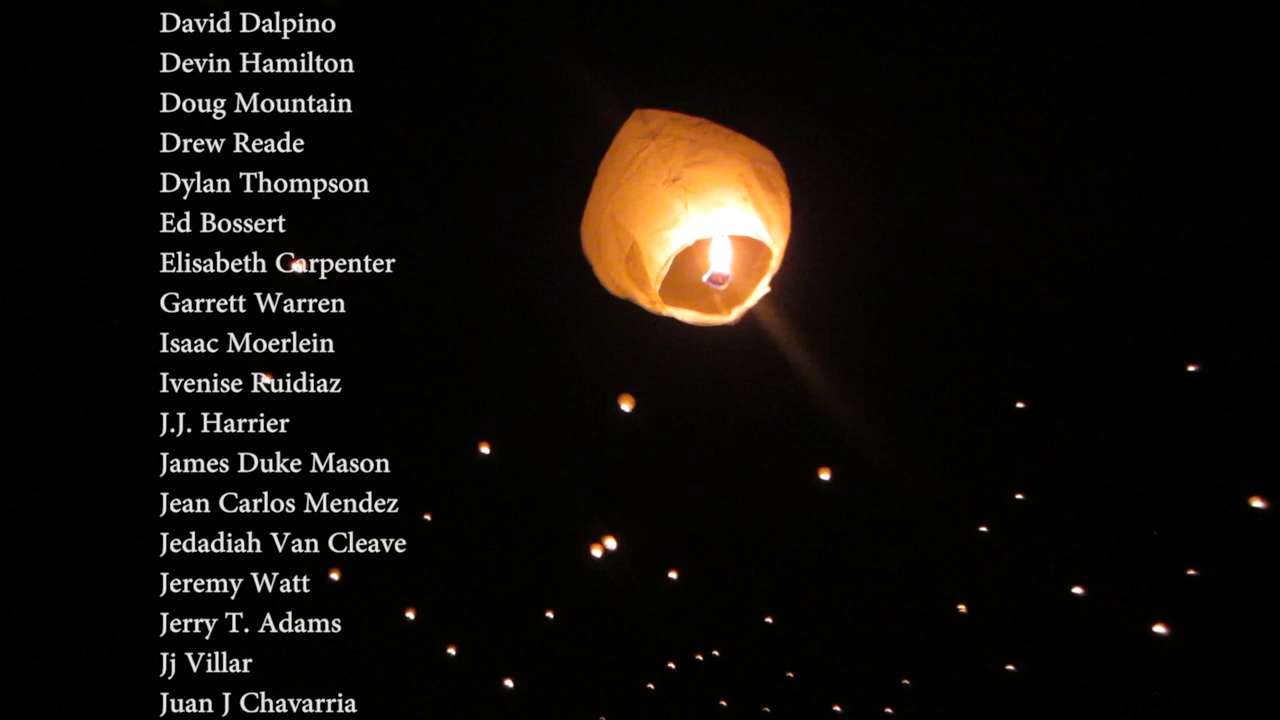 David Dalpino
Devin Hamilton
Doug Mountain
Drew Reade
Dylan Thompson
Ed Bossert
Elisabeth Carpenter
Garrett Warren
Isaac Moerlein
Ivenise Ruidiaz
J.J. Harrier
James Duke Mason
Jean Carlos Mendez
Jedadiah Van Cleave
Jeremy Watt
Jerry T. Adams
Jj Villar
Juan J Chavarria